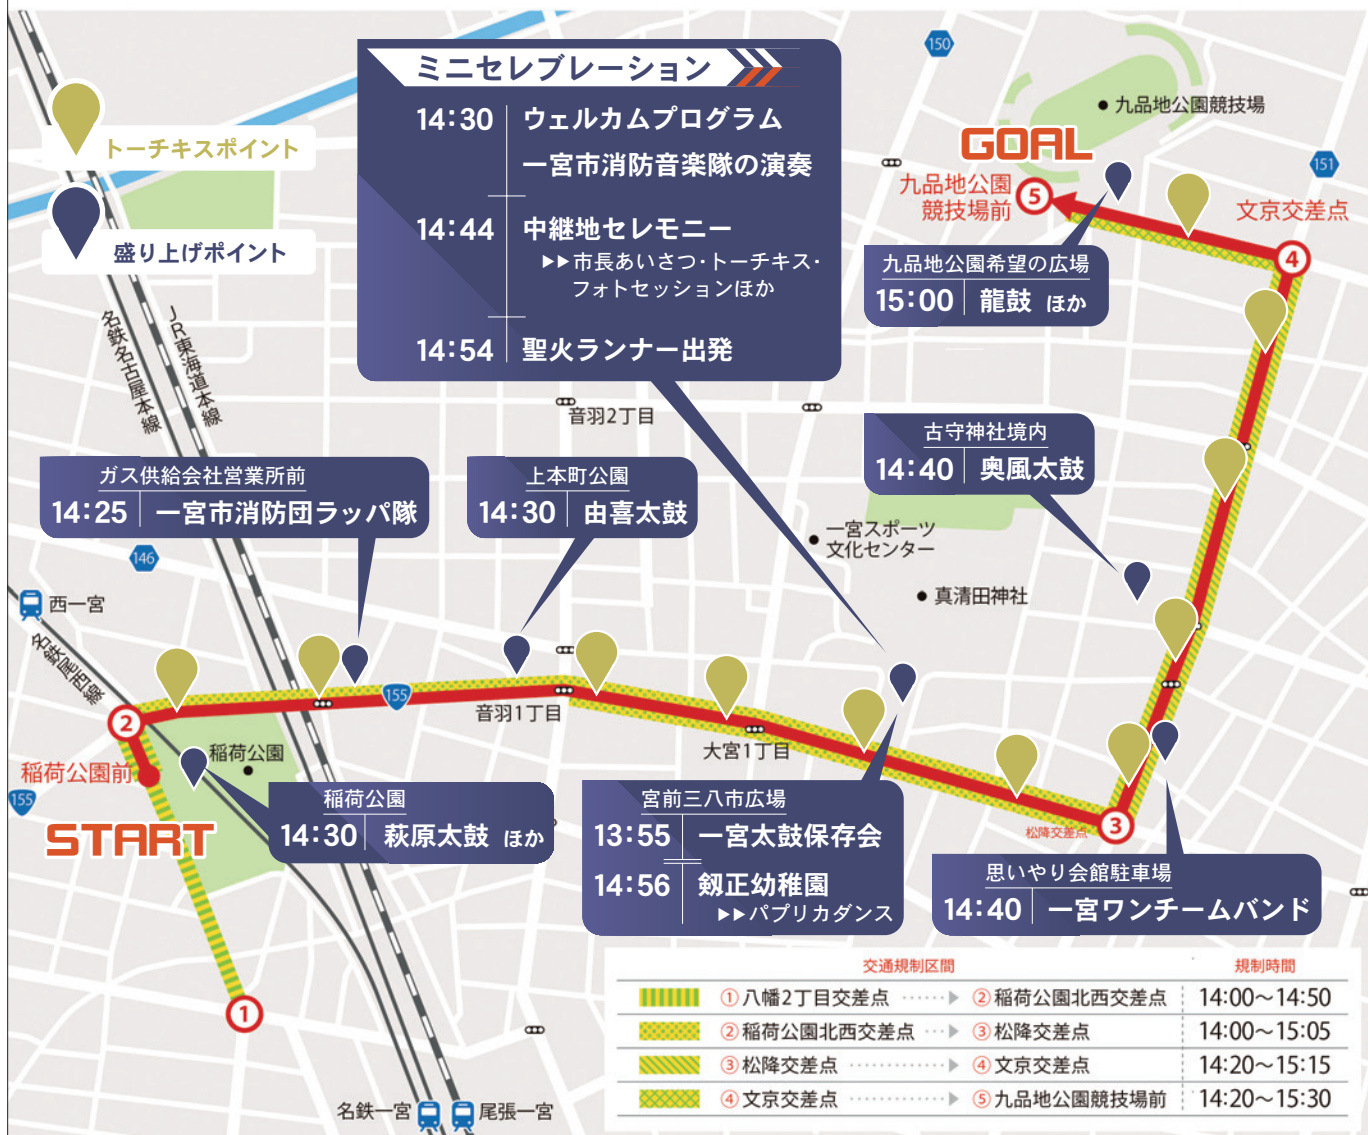 ミニセレブレーション
14:30 ウェルカムプログラム
一宮市消防音楽隊の演奏
14:44 中継地セレモニー
▶▶市長あいさつ・トーチキス・
フォトセッションほか
14:54 聖火ランナー出発
トーチキスポイント
盛り上げポイント
150
九品地公園競技場
151
GOAL
九品地公園
競技場前
⑤
文京交差点
④
九品地公園希望の広場
15:00 龍鼓 ほか
名鉄名古屋本線
JR東海道本線
音羽2丁目
古守神社境内
14:40 奥風太鼓
ガス供給会社営業所前
14:25 一宮市消防団ラッパ隊
上本町公園
14:30 由喜太鼓
一宮スポーツ
文化センター
真清田神社
146
西一宮
名鉄尾西線
155
音羽1丁目
大宮1丁目
②
稲荷公園前
稲荷公園
155
START
稲荷公園
14:30 萩原太鼓 ほか
宮前三八市広場
13:55 一宮太鼓保存会
14:56 剱正幼稚園
▶▶パプリカダンス
松降交差点
③
思いやり会館駐車場
14:40 一宮ワンチームバンド
①
名鉄一宮
尾張一宮
交通規制区間 規制時間
①八幡2丁目交差点 ······▶ ②稲荷公園北西交差点 14:00〜14:50
②稲荷公園北西交差点 ···▶ ③松降交差点 14:00〜15:05
③松降交差点 ············▶ ④文京交差点 14:20〜15:15
④文京交差点 ············▶ ⑤九品地公園競技場前 14:20〜15:30